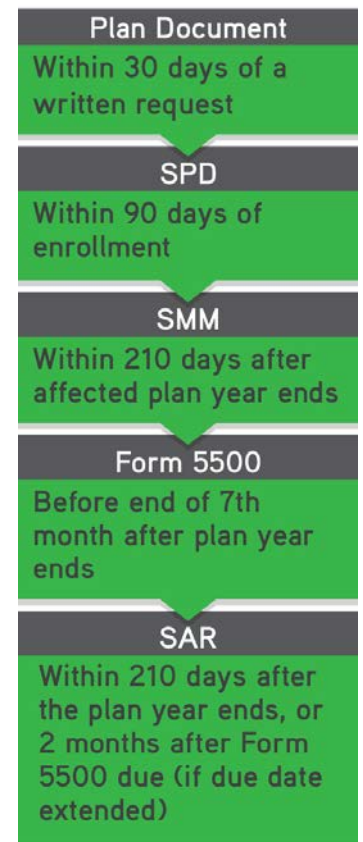 Plan Document
Within 30 days of a
written request
SPD
Within 90 days of
enrollment
SMM
Within 210 days after
affected plan year ends
Form 5500
Before end of 7th
month after plan year
ends
SAR
Within 210 days after
the plan year ends, or
2 months after Form
5500 due (if due date
extended)